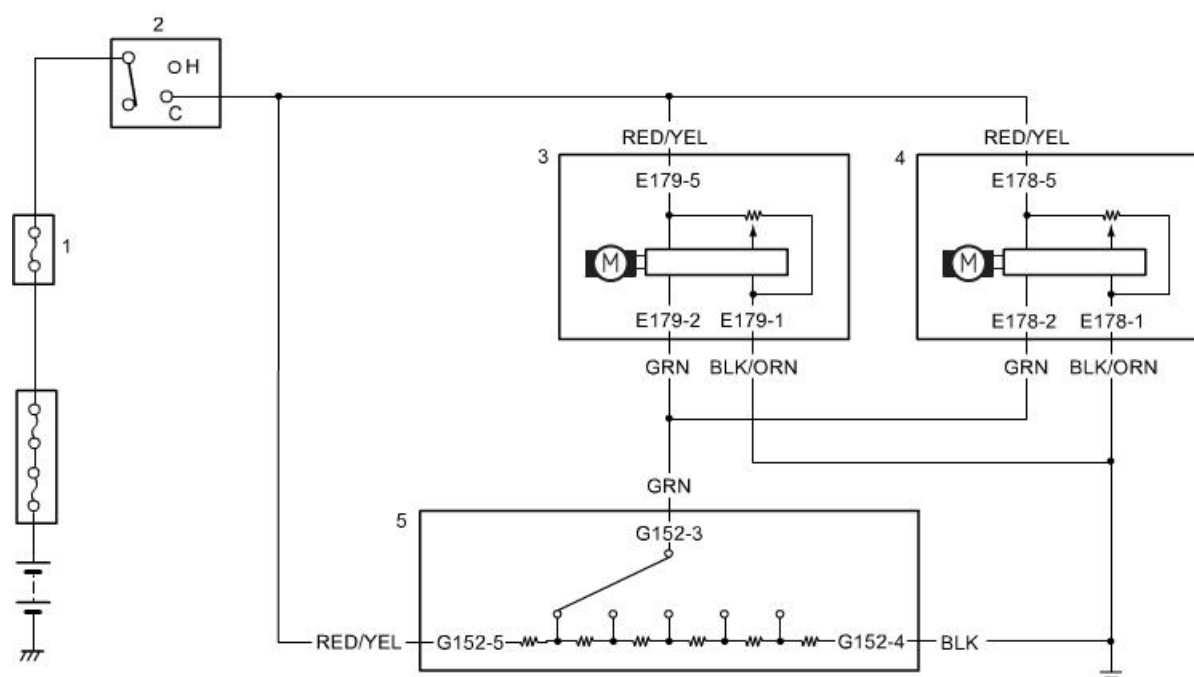 2
H
C
1
RED/YEL
RED/YEL
3
4
E179-5
E178-5
M
M
E179-2 E179-1
E178-2 E178-1
GRN BLK/ORN
GRN BLK/ORN
GRN
5
G152-3
RED/YEL
G152-5
G152-4
BLK